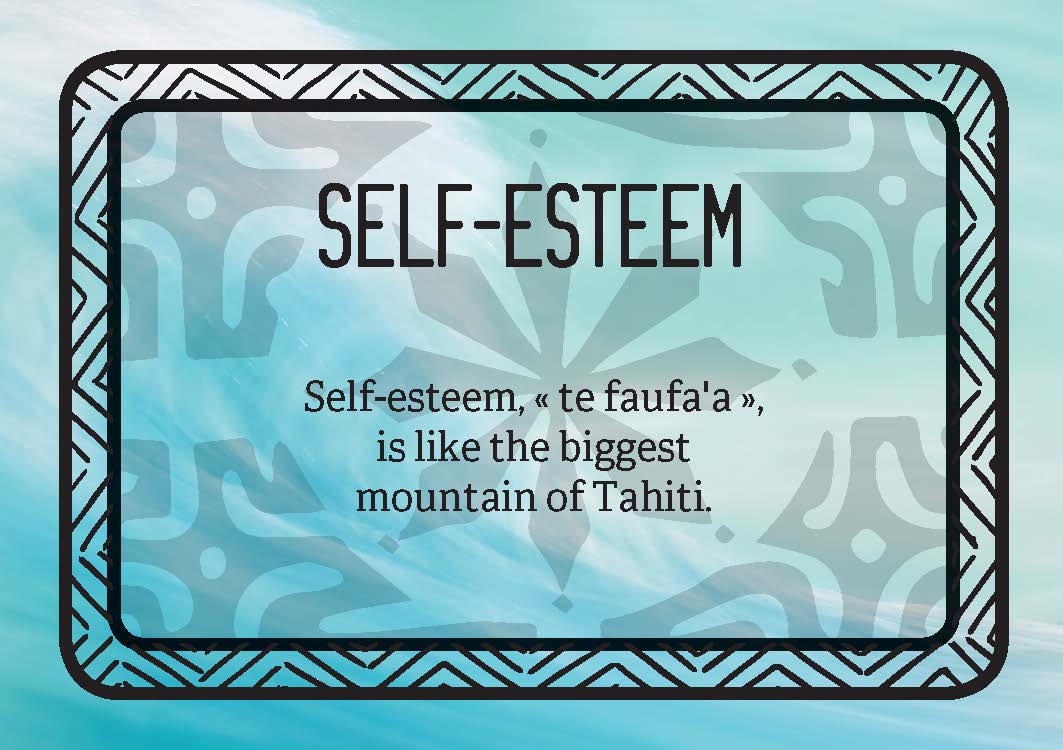 SELF-ESTEEM
Self-esteem, « te faufa'a »,
is like the biggest
mountain of Tahiti.